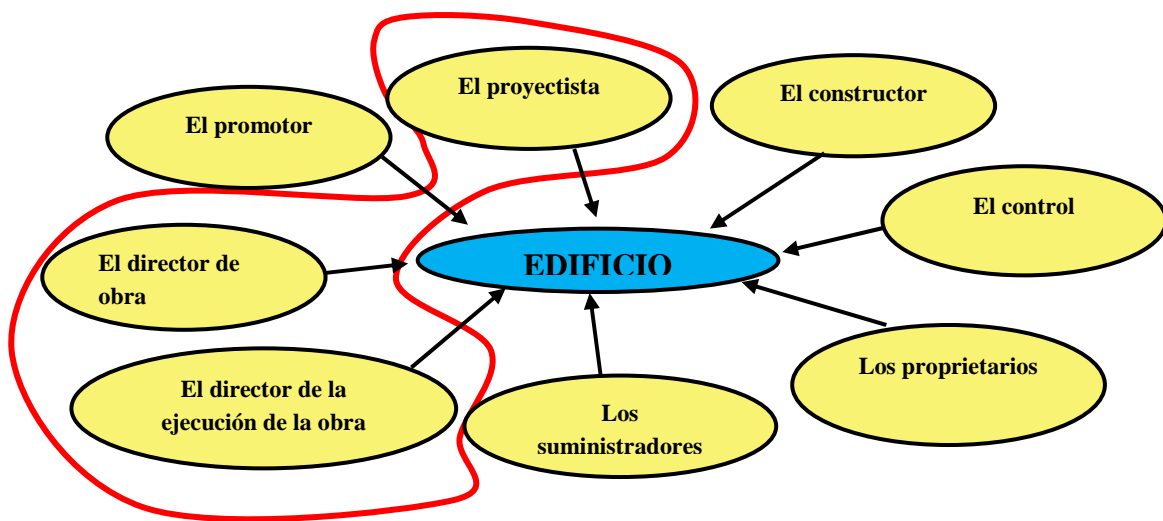 El proyectista
El constructor
El promotor
El control
El director de
obra
EDIFICIO
Los proprietarios
El director de la
ejecución de la obra
Los
suministradores